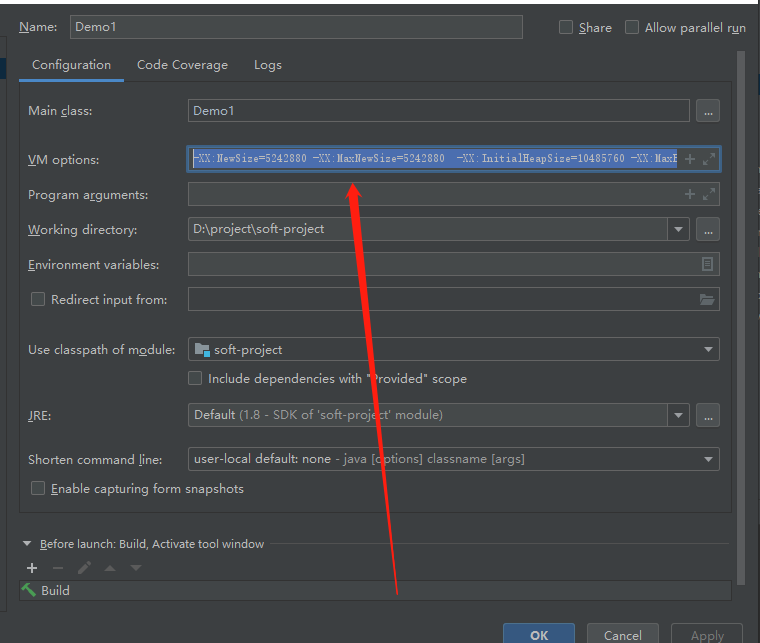 Name: Demo1 Share Allow parallel run
Configuration Code Coverage Logs
Main class: Demo1 ...
VM options: -XX:NewSize=5242880 -XX:MaxNewSize=5242880 -XX:InitialHeapSize=10485760 -XX:MaxH
Program arguments:
Working directory: D:\project\soft-project ...
Environment variables:
Redirect input from:
Use classpath of module: soft-project
Include dependencies with "Provided" scope
JRE: Default (1.8 - SDK of 'soft-project' module) ...
Shorten command line: user-local default: none - java [options] classname [args]
Enable capturing form snapshots
Before launch: Build, Activate tool window
Build
OK Cancel Apply